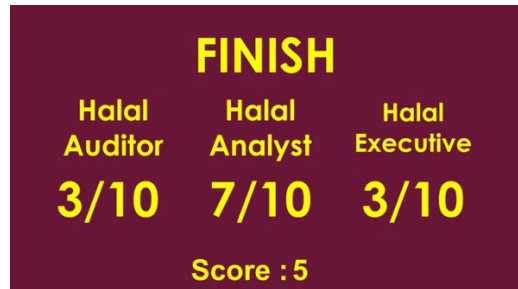 FINISH
Halal Auditor
3/10
Halal Analyst
7/10
Halal Executive
3/10
Score : 5